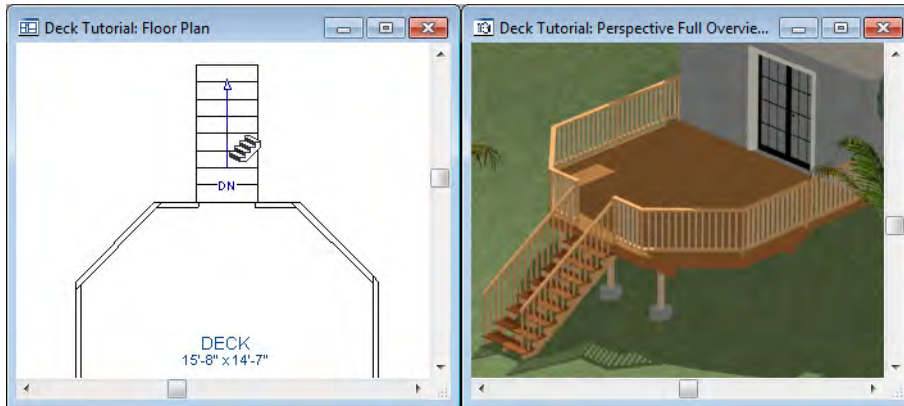 Deck Tutorial: Floor Plan
Deck Tutorial: Perspective Full Overvie...
DN
DECK
15'-8" x 14'-7"